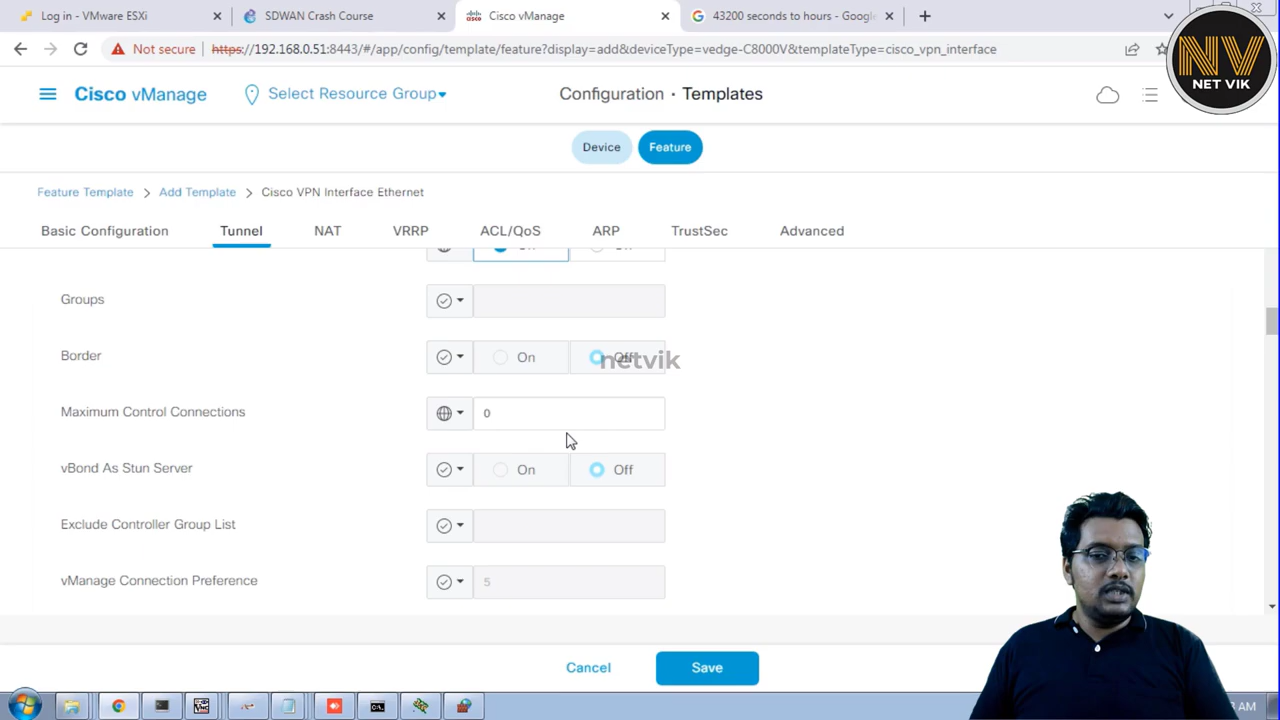 Log in - VMware ESXi
SDWAN Crash Course
Cisco vManage
43200 seconds to hours - Google
Not secure
https://192.168.0.51:8443/#/app/config/template/feature?display=add&deviceType=vedge-C8000V&templateType=cisco_vpn_interface
NV
NET VIK
Cisco vManage
Select Resource Group
Configuration · Templates
Device
Feature
Feature Template > Add Template > Cisco VPN Interface Ethernet
Basic Configuration
Tunnel
NAT
VRRP
ACL/QoS
ARP
TrustSec
Advanced
Groups
Border
On
Off
netvik
Maximum Control Connections
0
vBond As Stun Server
On
Off
Exclude Controller Group List
vManage Connection Preference
5
Cancel
Save
AM